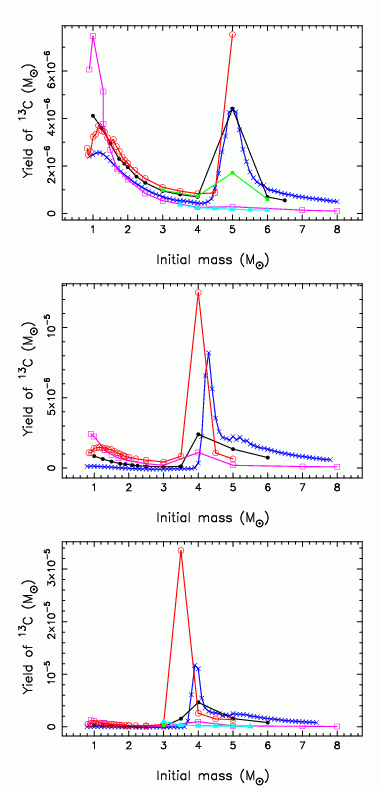 Yield of ¹³C (M☉)
6×10⁻⁶
4×10⁻⁶
2×10⁻⁶
0
1 2 3 4 5 6 7 8
Initial mass (M☉)
Yield of ¹³C (M☉)
10⁻⁵
5×10⁻⁶
0
1 2 3 4 5 6 7 8
Initial mass (M☉)
Yield of ¹³C (M☉)
3×10⁻⁵
2×10⁻⁵
10⁻⁵
0
1 2 3 4 5 6 7 8
Initial mass (M☉)